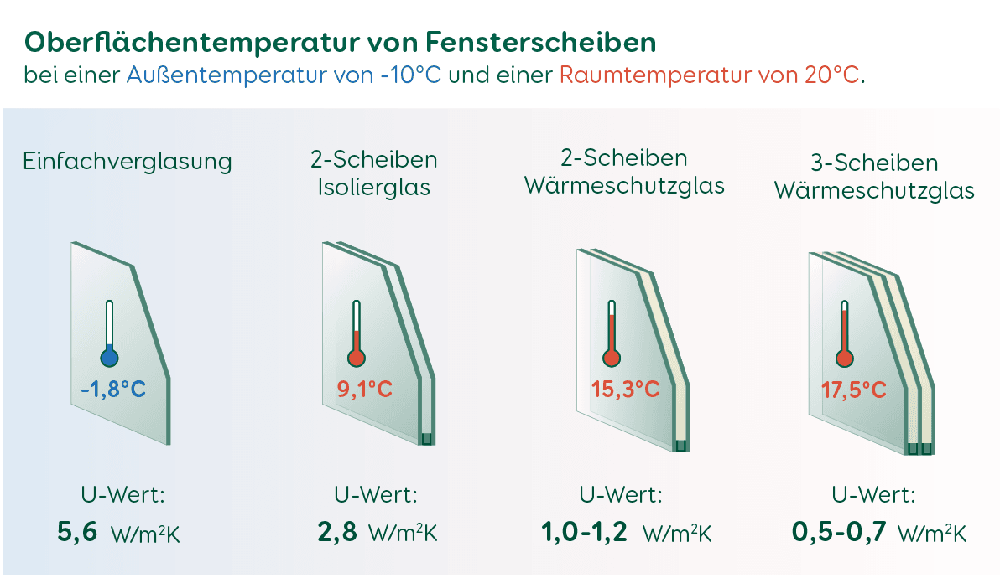 Oberflächentemperatur von Fensterscheiben
bei einer Außentemperatur von -10°C und einer Raumtemperatur von 20°C.
Einfachverglasung
2-Scheiben
Isolierglas
2-Scheiben
Wärmeschutzglas
3-Scheiben
Wärmeschutzglas
-1,8°C
9,1°C
15,3°C
17,5°C
U-Wert:
5,6 W/m²K
U-Wert:
2,8 W/m²K
U-Wert:
1,0-1,2 W/m²K
U-Wert:
0,5-0,7 W/m²K